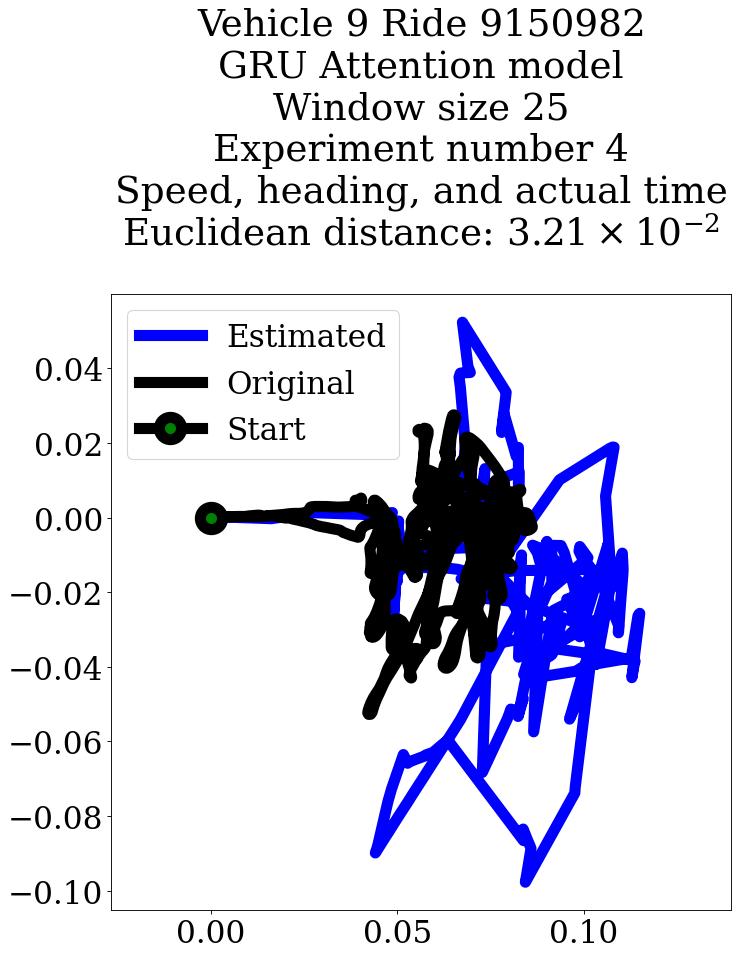 Vehicle 9 Ride 9150982
GRU Attention model
Window size 25
Experiment number 4
Speed, heading, and actual time
Euclidean distance: 3.21 × 10⁻²
Estimated
Original
Start
0.04
0.02
0.00
−0.02
−0.04
−0.06
−0.08
−0.10
0.00 0.05 0.10